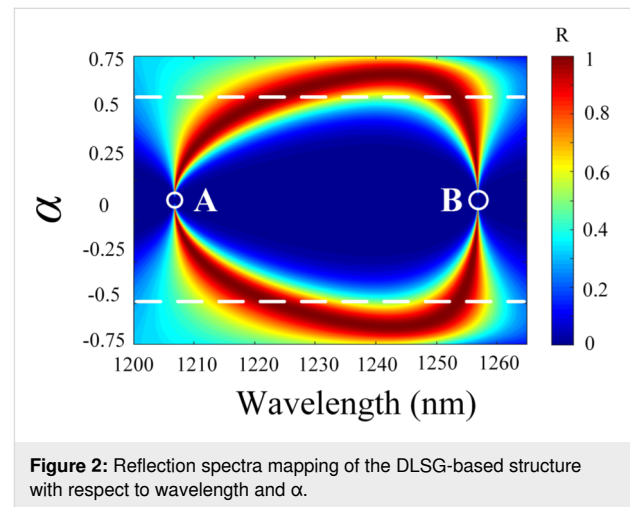 R
0.75
0.5
0.25
0
-0.25
-0.5
-0.75
α
A
B
1
0.8
0.6
0.4
0.2
0
1200 1210 1220 1230 1240 1250 1260
Wavelength (nm)
Figure 2: Reflection spectra mapping of the DLSG-based structure
with respect to wavelength and α.